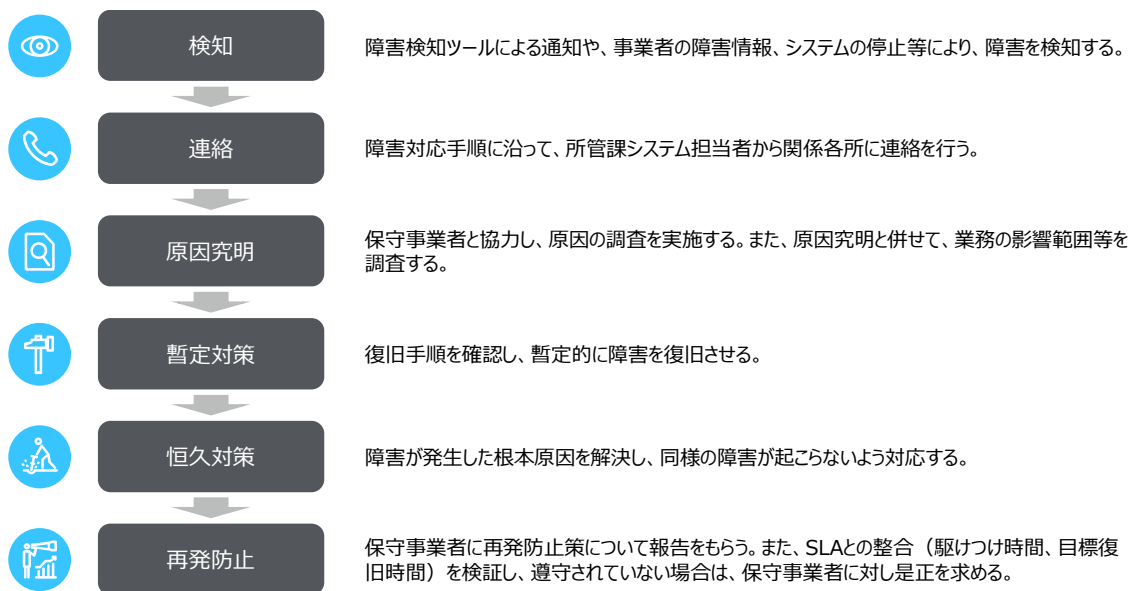 検知
障害検知ツールによる通知や、事業者の障害情報、システムの停止等により、障害を検知する。
連絡
障害対応手順に沿って、所管課システム担当者から関係各所に連絡を行う。
原因究明
保守事業者と協力し、原因の調査を実施する。また、原因究明と併せて、業務の影響範囲等を
調査する。
暫定対策
復旧手順を確認し、暫定的に障害を復旧させる。
恒久対策
障害が発生した根本原因を解決し、同様の障害が起こらないよう対応する。
再発防止
保守事業者に再発防止策について報告をもらう。また、SLAとの整合（駆けつけ時間、目標復
旧時間）を検証し、遵守されていない場合は、保守事業者に対し是正を求める。